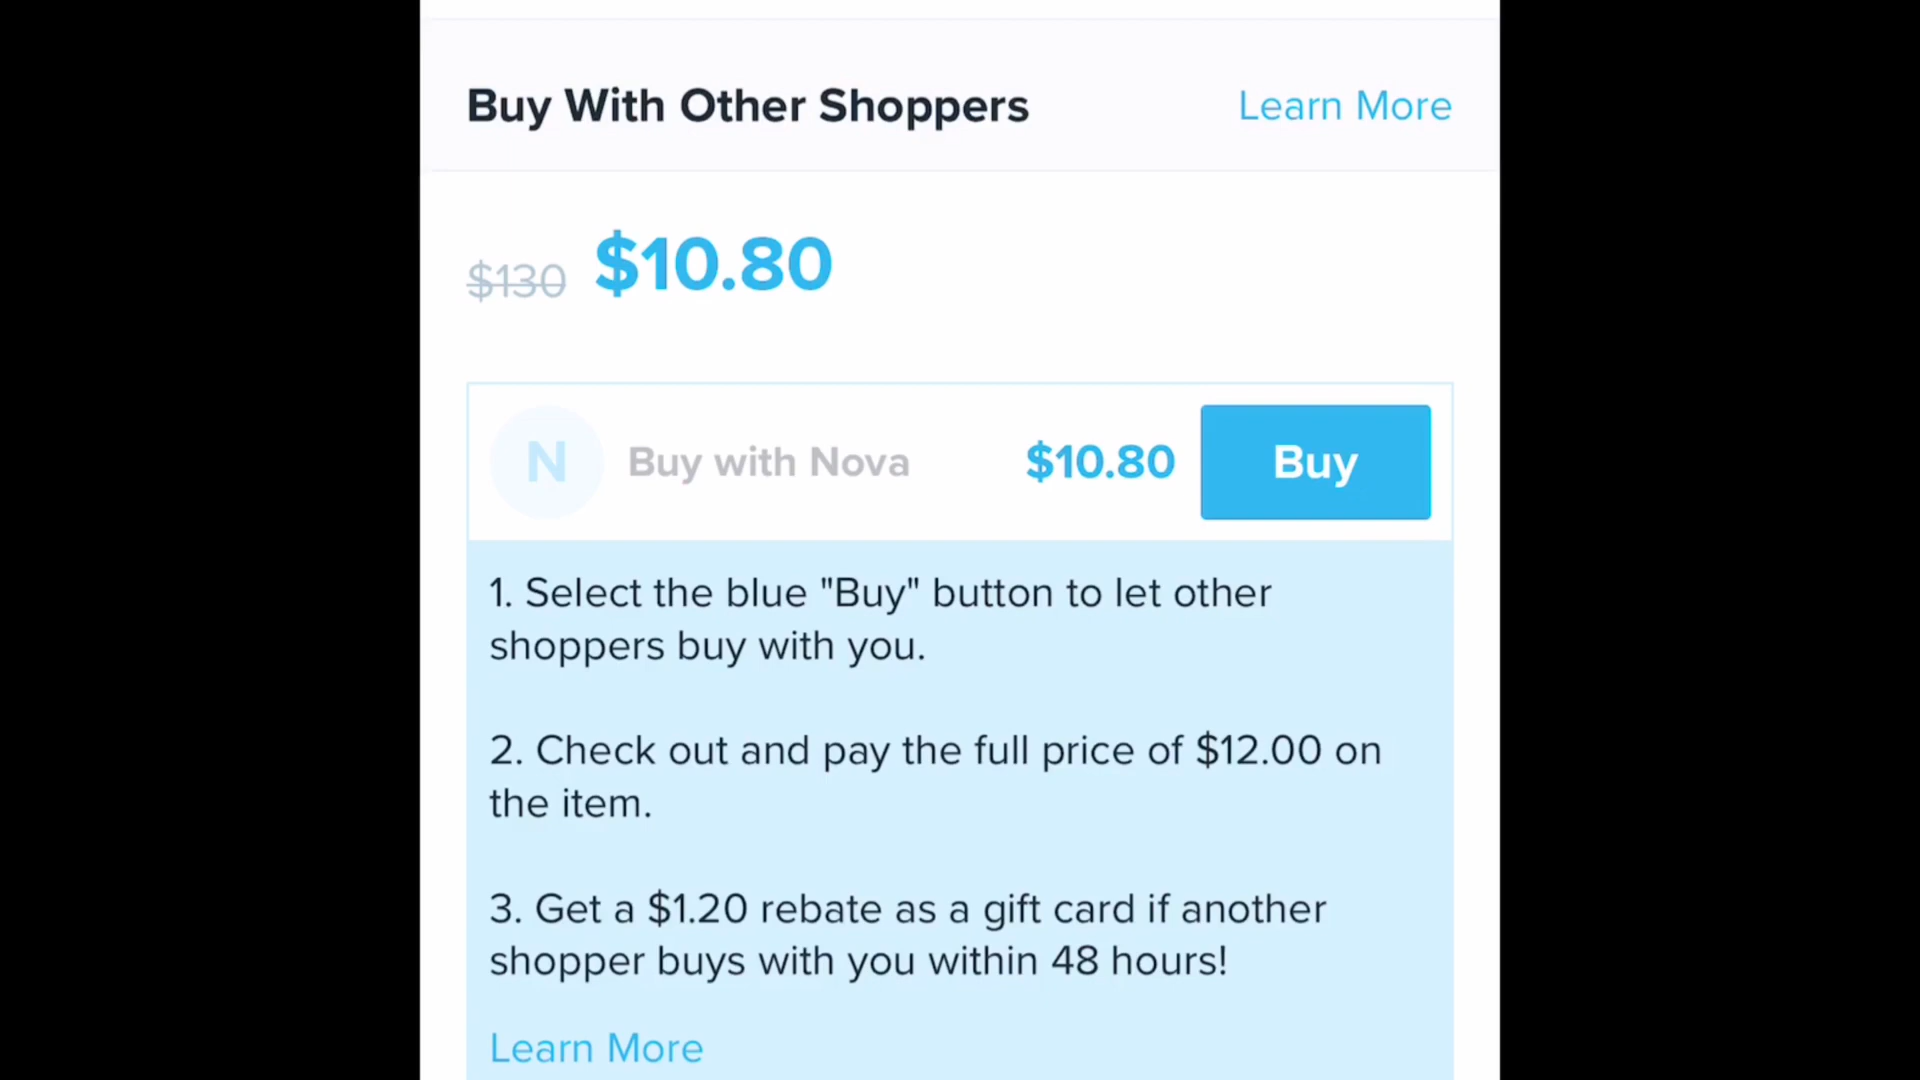 Buy With Other Shoppers
Learn More
$130 $10.80
N Buy with Nova $10.80 Buy
1. Select the blue "Buy" button to let other
shoppers buy with you.
2. Check out and pay the full price of $12.00 on
the item.
3. Get a $1.20 rebate as a gift card if another
shopper buys with you within 48 hours!
Learn More